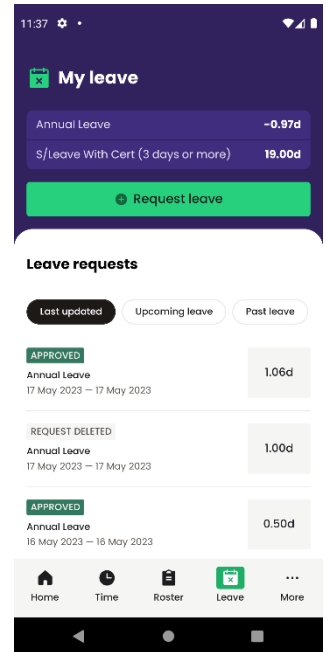 11:37
My leave
Annual Leave -0.97d
S/Leave With Cert (3 days or more) 19.00d
Request leave
Leave requests
Last updated Upcoming leave Past leave
APPROVED
Annual Leave 1.06d
17 May 2023 — 17 May 2023
REQUEST DELETED
Annual Leave 1.00d
17 May 2023 — 17 May 2023
APPROVED
Annual Leave 0.50d
16 May 2023 — 16 May 2023
Home Time Roster Leave More